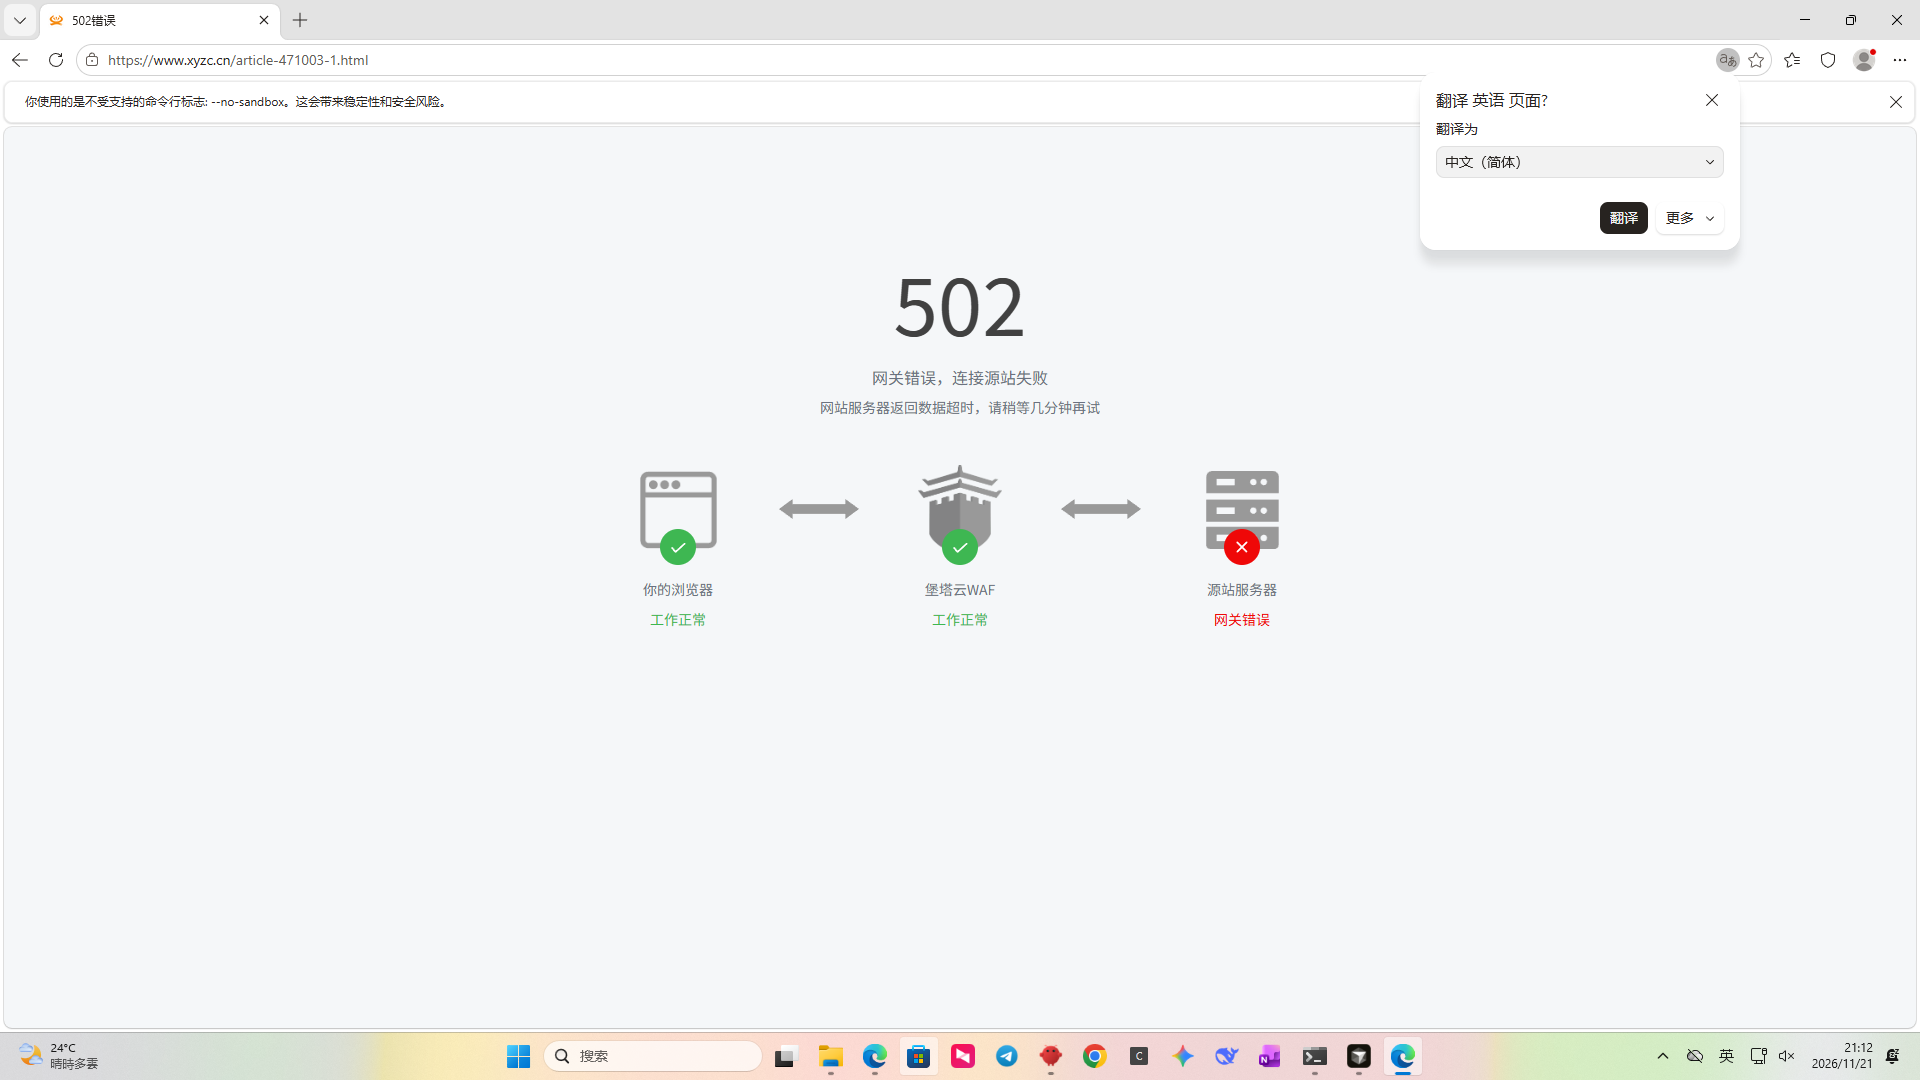 502错误
https://www.xyzc.cn/article-471003-1.html
你使用的是不受支持的命令行标志: --no-sandbox。这会带来稳定性和安全风险。
翻译 英语 页面?
翻译为
中文（简体）
翻译
更多
502
网关错误，连接源站失败
网站服务器返回数据超时，请稍等几分钟再试
你的浏览器
堡塔云WAF
源站服务器
工作正常
工作正常
网关错误
24°C
晴時多雲
搜索
英
21:12
2026/11/21